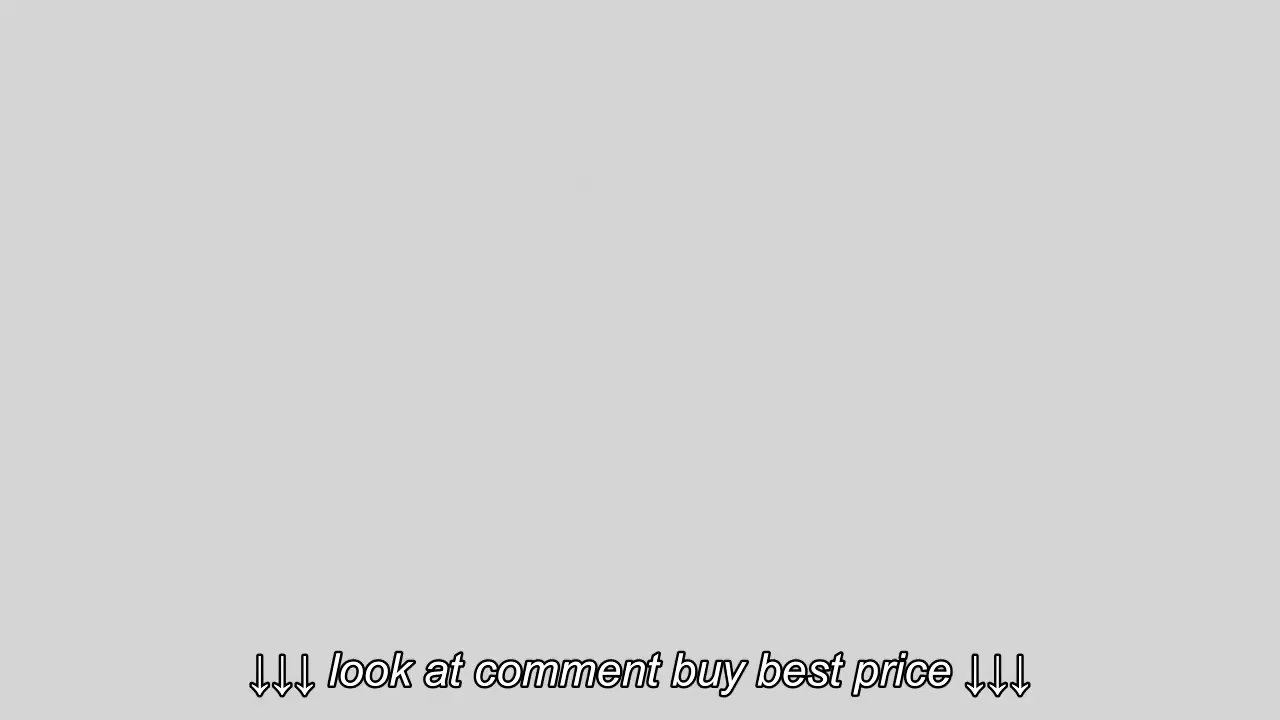 ↓↓↓ look at comment buy best price ↓↓↓